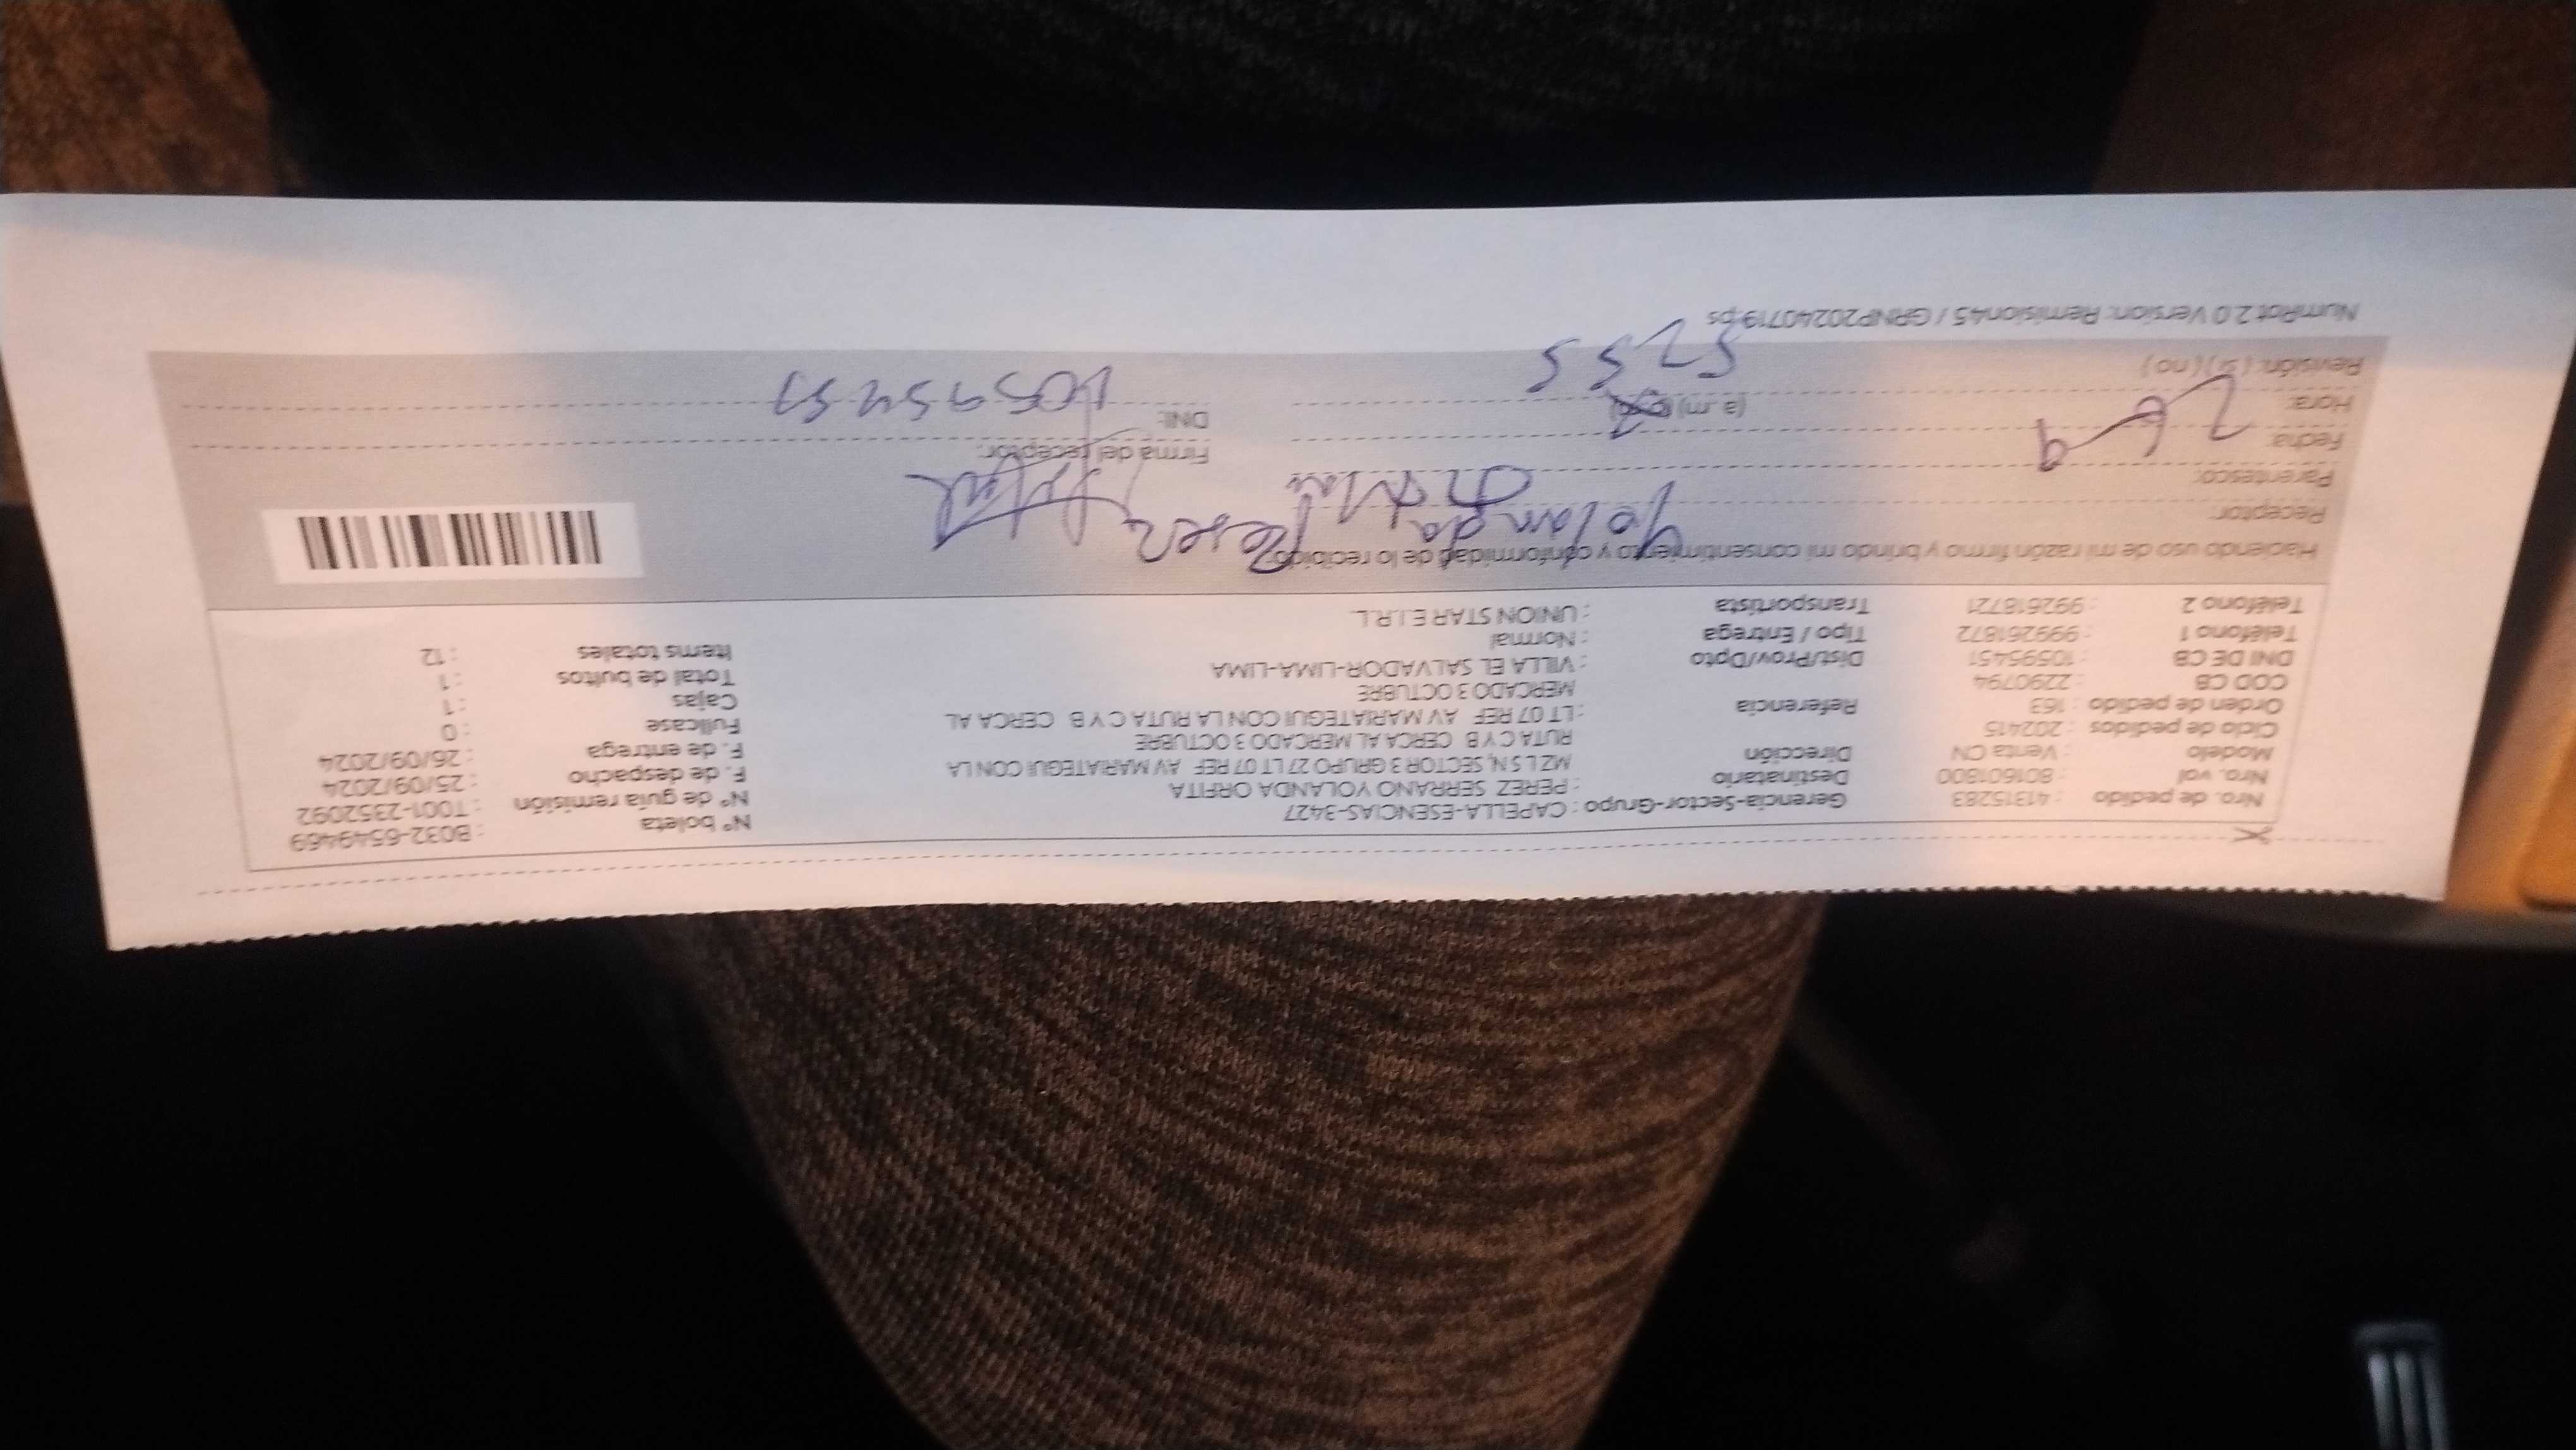 Nro. de pedido : 41315283 Gerencia-Sector-Grupo : CAPELLA-ESENCIAS-3427 N° boleta : B032-6549469
Nro. vol : 801601800 Destinatario : PEREZ SERRANO YOLANDA ORFITA N° de guía remisión : T001-2352092
Modelo : Venta CN Dirección MZ L S N, SECTOR 3 GRUPO 27 LT 07 REF AV MARIATEGUI CON LA F. de despacho : 25/09/2024
Ciclo de pedidos : 202415 RUTA C Y B CERCA AL MERCADO 3 OCTUBRE F. de entrega : 26/09/2024
Orden de pedido : 163 Referencia : LT 07 REF AV MARIATEGUI CON LA RUTA C Y B CERCA AL Fullcase : 0
COD CB : 2290794 MERCADO 3 OCTUBRE Cajas : 1
DNI DE CB : 10595451 Dist/Prov/Dpto : VILLA EL SALVADOR-LIMA-LIMA Total de bultos : 1
Teléfono 1 : 999261872 Tipo / Entrega : Normal Items totales : 12
Teléfono 2 : 992618721 Transportista : UNION STAR E.I.R.L.
Haciendo uso de mi razón firmo y brindo mi consentimiento y conformidad de lo recibido
Receptor: Yolanda Perez
Parentesco:
Fecha: 26 9 Firma del receptor:
Hora: (a. m) DNI: 10595451
Revisión: ( si ) ( no ) 5255
NumRot 2.0 Version: Remision45 / GRNP20240719.ps